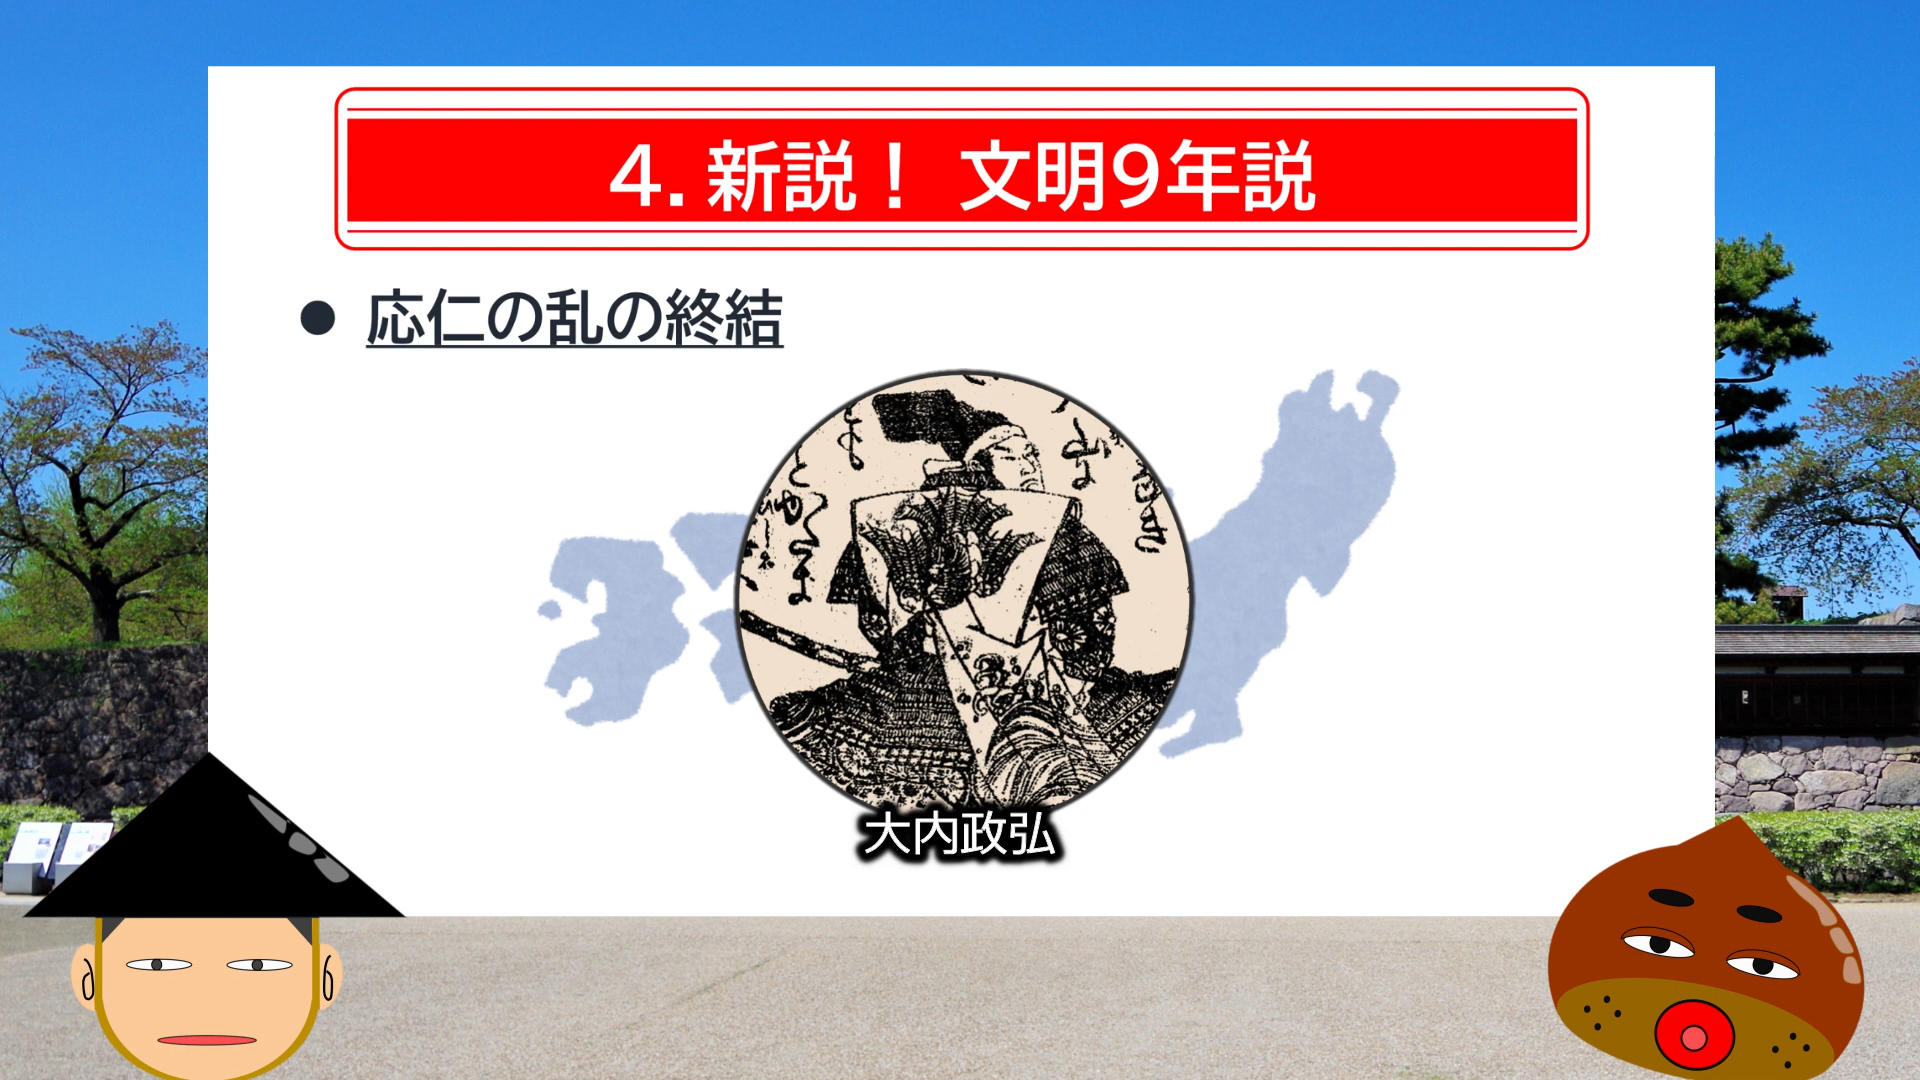 4. 新説！ 文明9年説
● 応仁の乱の終結
大内政弘